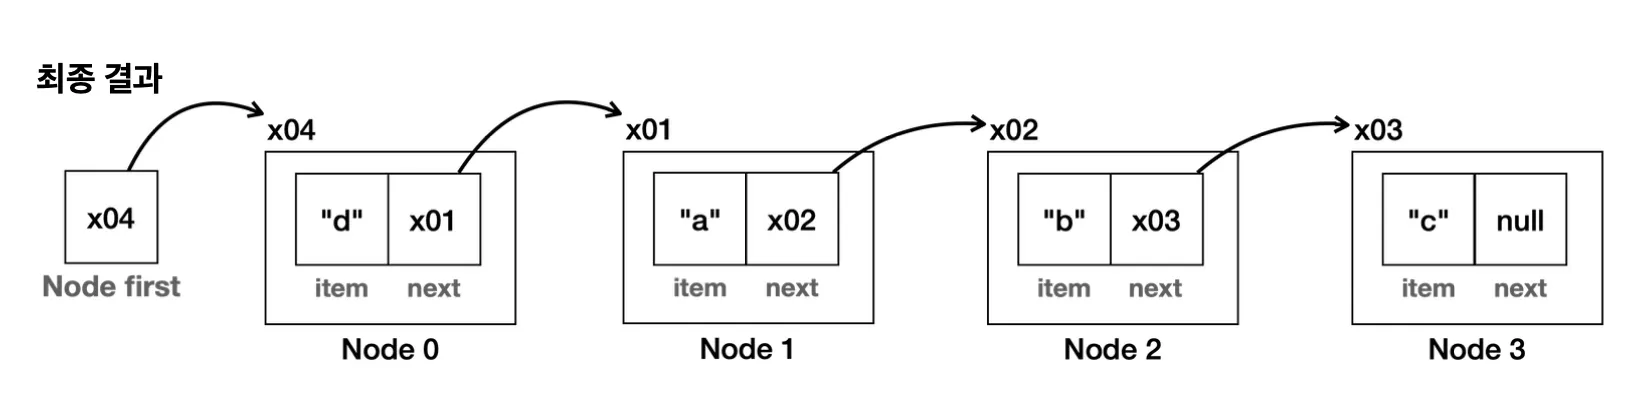 최종 결과
x04 x01 x02 x03
x04 "d" x01 "a" x02 "b" x03 "c" null
Node first item next item next item next item next
Node 0 Node 1 Node 2 Node 3